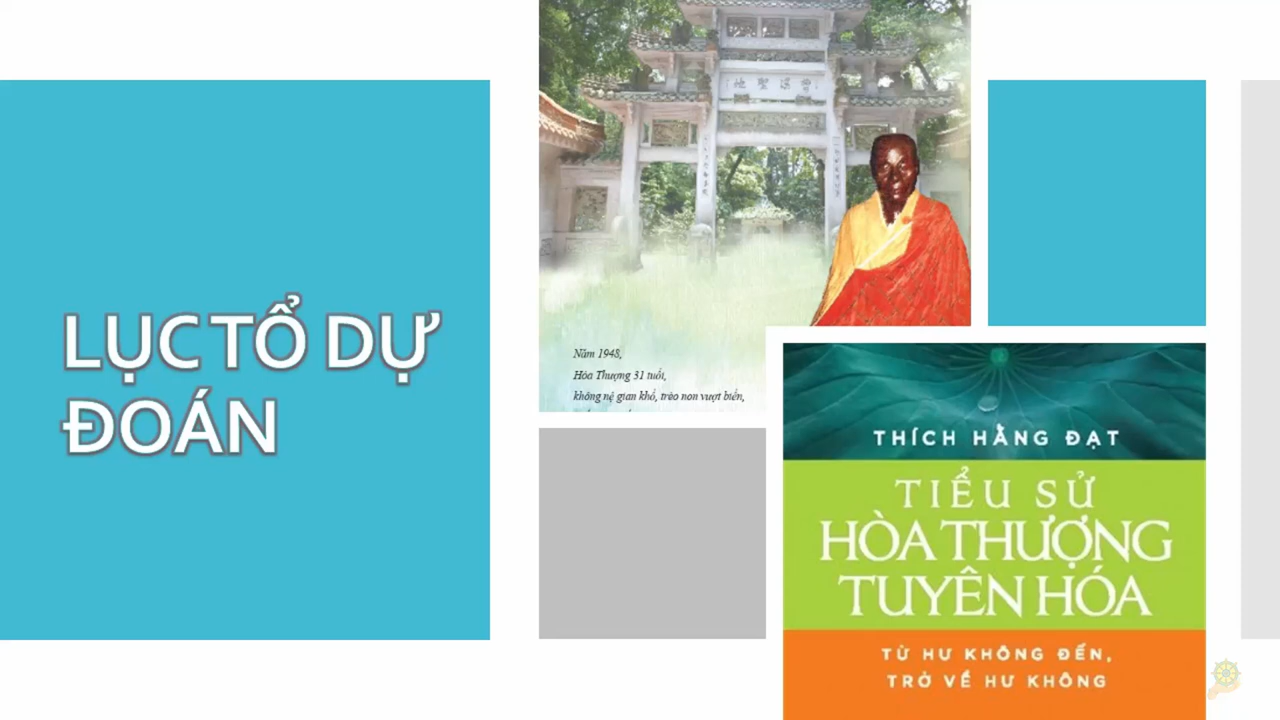 LỤC TỔ DỰ
ĐOÁN
Năm 1948,
Hòa Thượng 31 tuổi,
không nệ gian khổ, trèo non vượt biển,
THÍCH HẰNG ĐẠT
TIỂU SỬ
HÒA THƯỢNG
TUYÊN HÓA
TỪ HƯ KHÔNG ĐẾN,
TRỞ VỀ HƯ KHÔNG